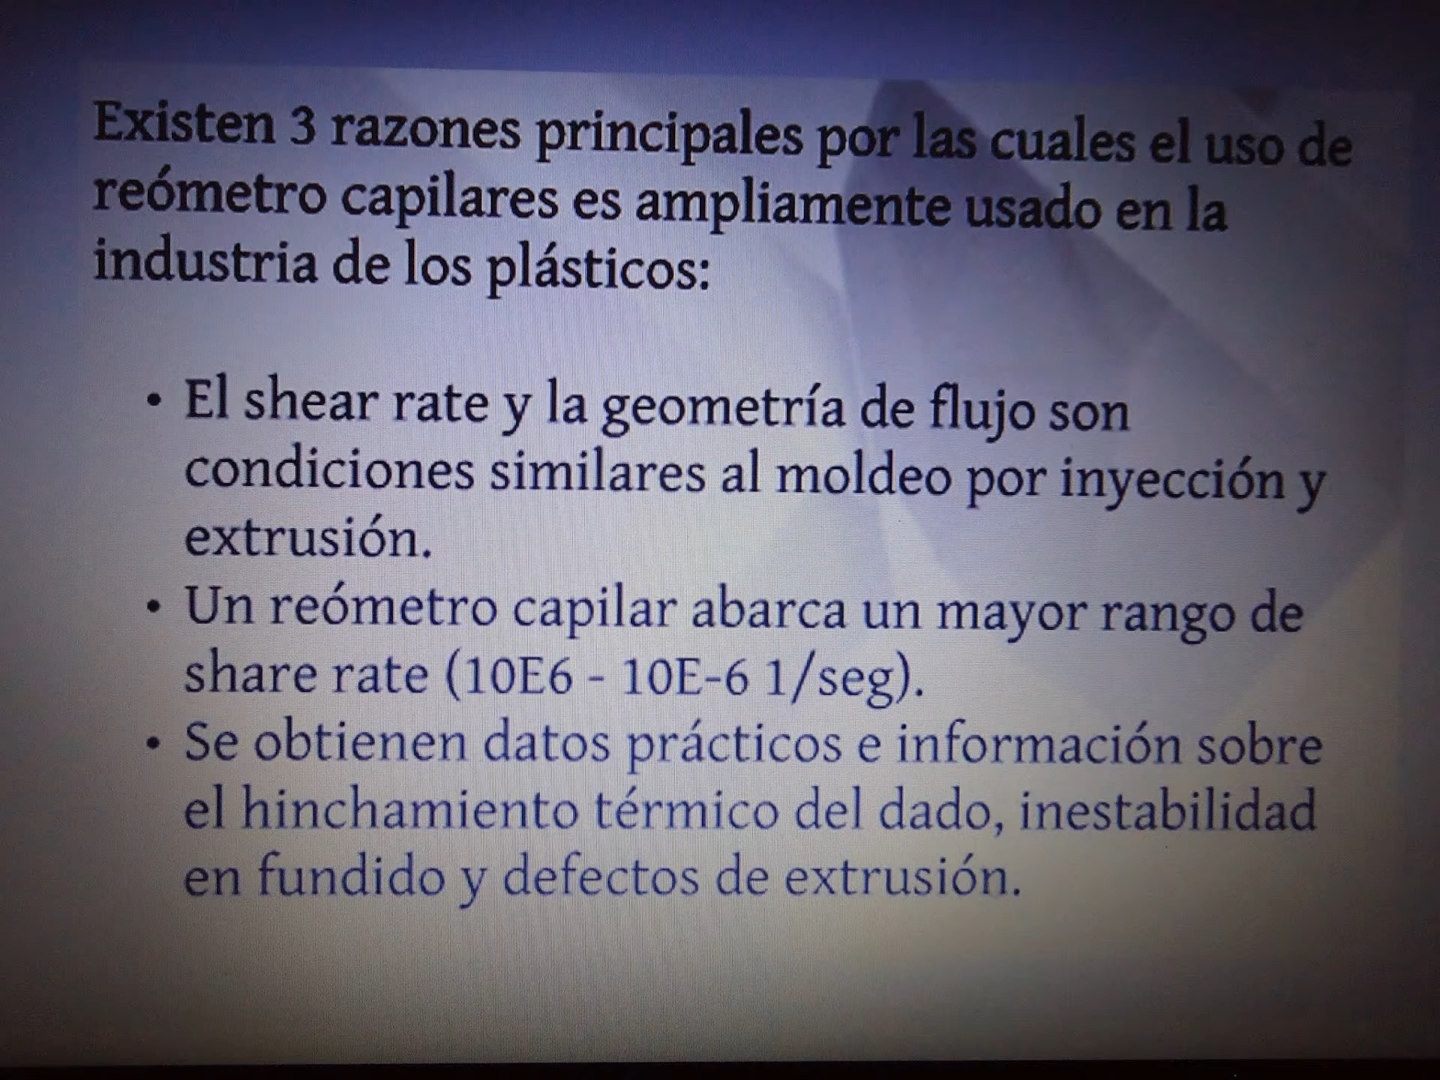 Existen 3 razones principales por las cuales el uso de
reómetro capilares es ampliamente usado en la
industria de los plásticos:
• El shear rate y la geometría de flujo son
condiciones similares al moldeo por inyección y
extrusión.
• Un reómetro capilar abarca un mayor rango de
share rate (10E6 - 10E-6 1/seg).
• Se obtienen datos prácticos e información sobre
el hinchamiento térmico del dado, inestabilidad
en fundido y defectos de extrusión.